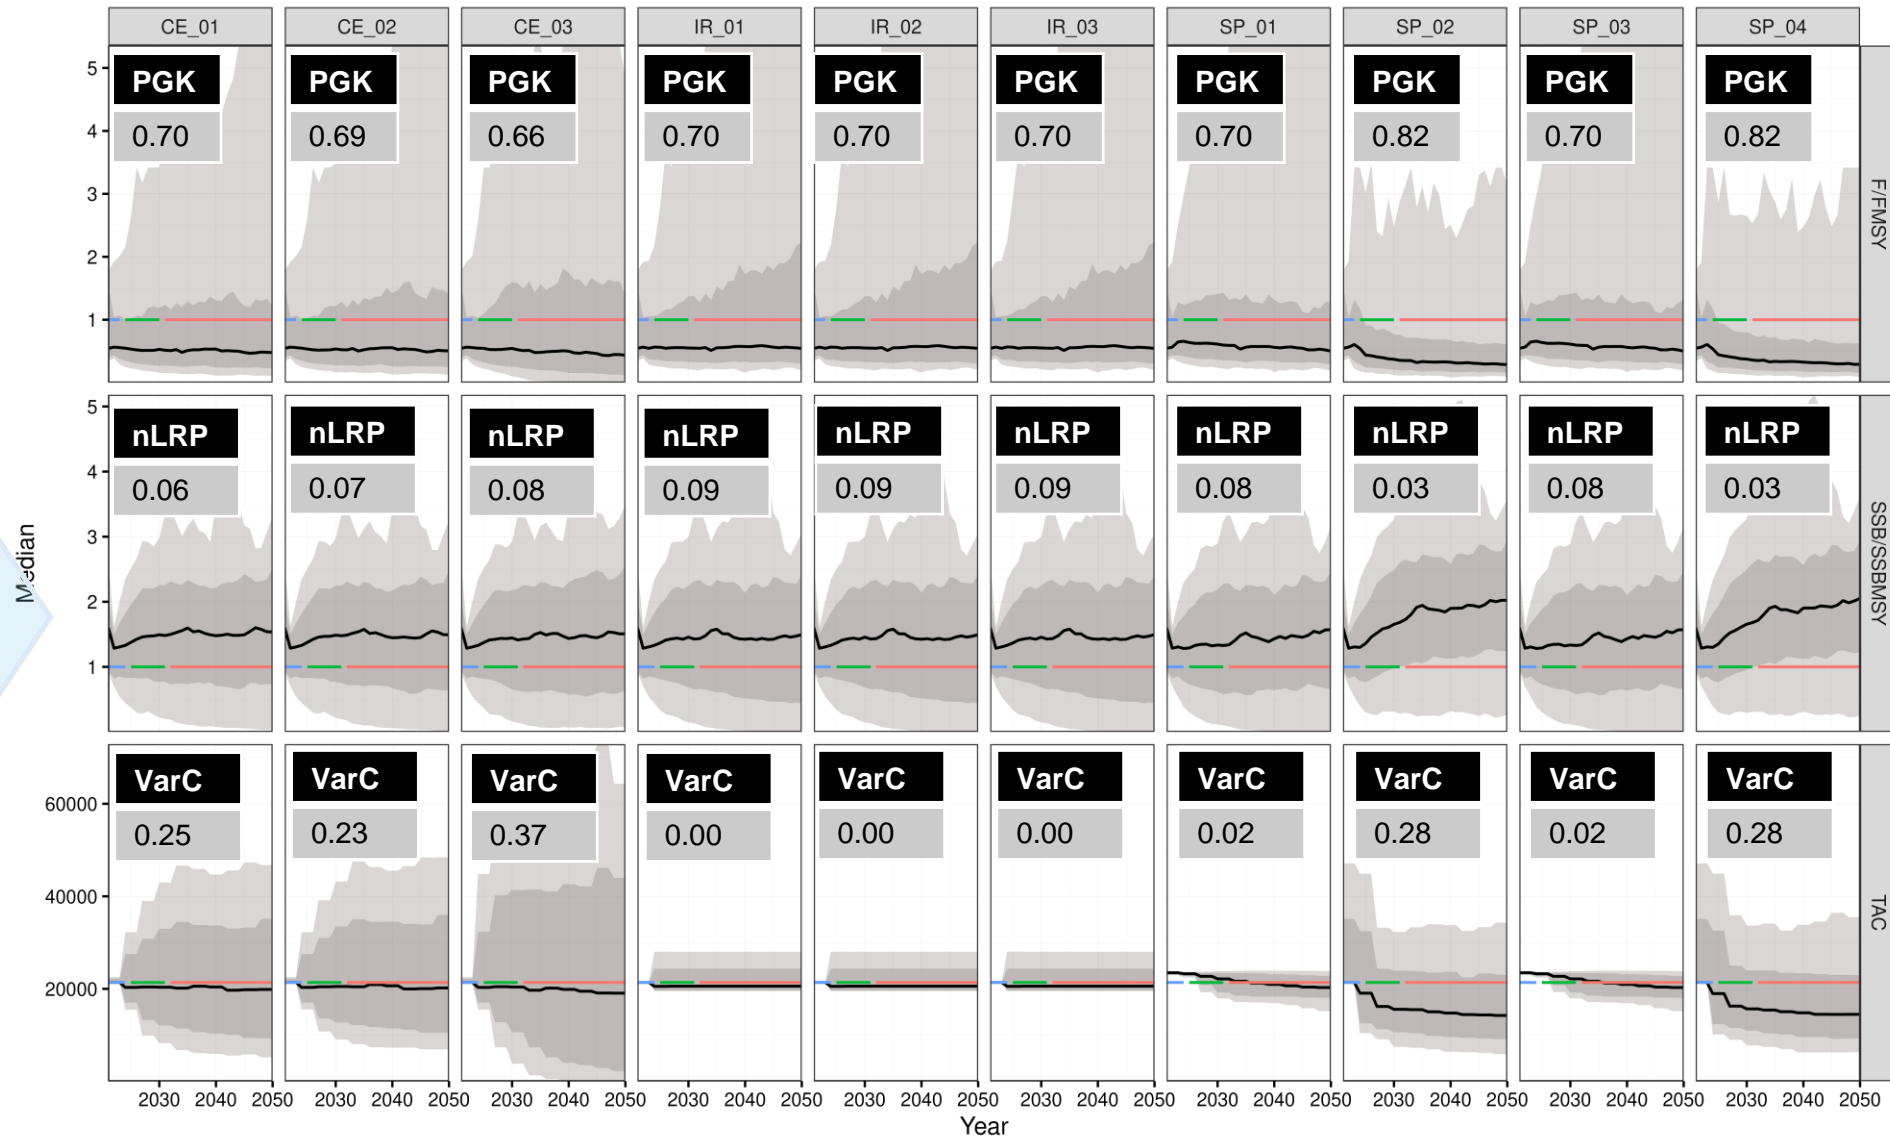 CE_01 CE_02 CE_03 IR_01 IR_02 IR_03 SP_01 SP_02 SP_03 SP_04
5
PGK PGK PGK PGK PGK PGK PGK PGK PGK PGK
4
0.70 0.69 0.66 0.70 0.70 0.70 0.70 0.82 0.70 0.82
3
2
1
F/FMSY
5
nLRP nLRP nLRP nLRP nLRP nLRP nLRP nLRP nLRP nLRP
4
0.06 0.07 0.08 0.09 0.09 0.09 0.08 0.03 0.08 0.03
3
2
1
SSB/SSBMSY
Median
VarC VarC VarC VarC VarC VarC VarC VarC VarC VarC
60000
0.25 0.23 0.37 0.00 0.00 0.00 0.02 0.28 0.02 0.28
40000
20000
TAC
2030 2040 2050 2030 2040 2050 2030 2040 2050 2030 2040 2050 2030 2040 2050 2030 2040 2050 2030 2040 2050 2030 2040 2050 2030 2040 2050 2030 2040 2050
Year